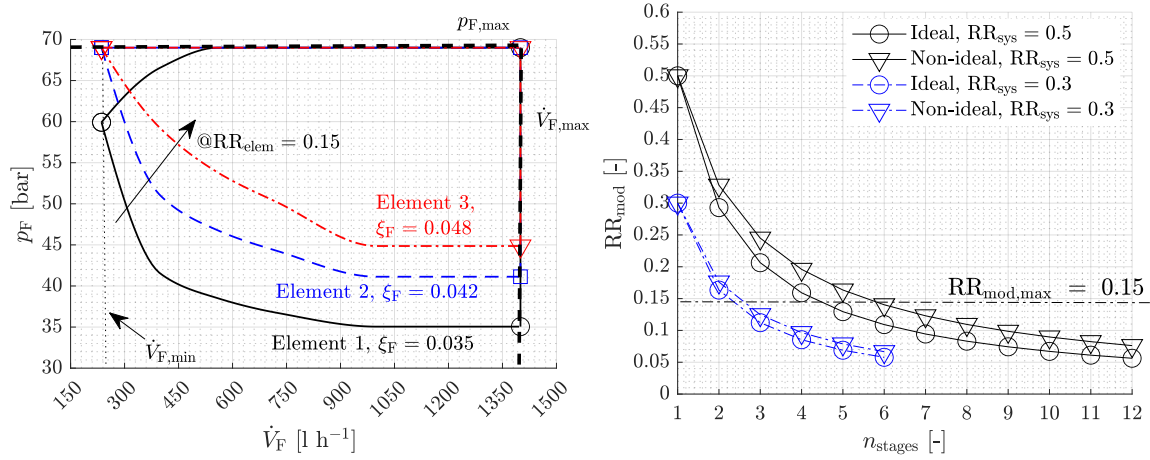 p_F,max
70
65
60
55
50
45
40
35
30
p_F [bar]
@RR_elem = 0.15
V̇_F,max
Element 3,
ξ_F = 0.048
Element 2, ξ_F = 0.042
Element 1, ξ_F = 0.035
V̇_F,min
150 300 450 600 750 900 1050 1200 1350 1500
V̇_F [l h⁻¹]
0.6
0.55
0.5
0.45
0.4
0.35
0.3
0.25
0.2
0.15
0.1
0.05
0
RR_mod [-]
Ideal, RR_sys = 0.5
Non-ideal, RR_sys = 0.5
Ideal, RR_sys = 0.3
Non-ideal, RR_sys = 0.3
RR_mod,max = 0.15
1 2 3 4 5 6 7 8 9 10 11 12
n_stages [-]